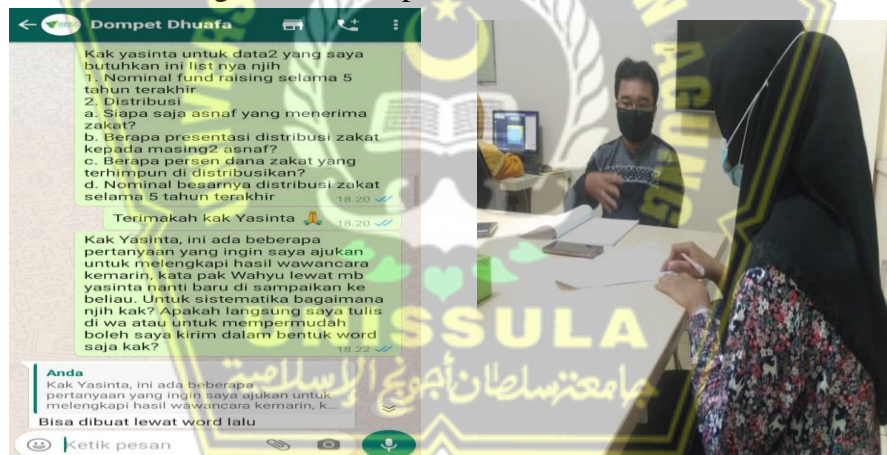 Dompet Dhuafa
Kak yasinta untuk data2 yang saya
butuhkan ini list nya njih
1. Nominal fund raising selama 5
tahun terakhir
2. Distribusi
a. Siapa saja asnaf yang menerima
zakat?
b. Berapa presentasi distribusi zakat
kepada masing2 asnaf?
c. Berapa persen dana zakat yang
terhimpun di distribusikan?
d. Nominal besarnya distribusi zakat
selama 5 tahun terakhir
18.20
Terimakah kak Yasinta 🙏
18.20
Kak Yasinta, ini ada beberapa
pertanyaan yang ingin saya ajukan
untuk melengkapi hasil wawancara
kemarin, kata pak Wahyu lewat mb
yasinta nanti baru di sampaikan ke
beliau. Untuk sistematika bagaimana
njih kak? Apakah langsung saya tulis
di wa atau untuk mempermudah
boleh saya kirim dalam bentuk word
saja kak?
18.22
Anda
Kak Yasinta, ini ada beberapa
pertanyaan yang ingin saya ajukan untuk
melengkapi hasil wawancara kemarin, k...
Bisa dibuat lewat word lalu
Ketik pesan
AGUNG
SSULA
جامعة سلطان أجونج الإسلامية